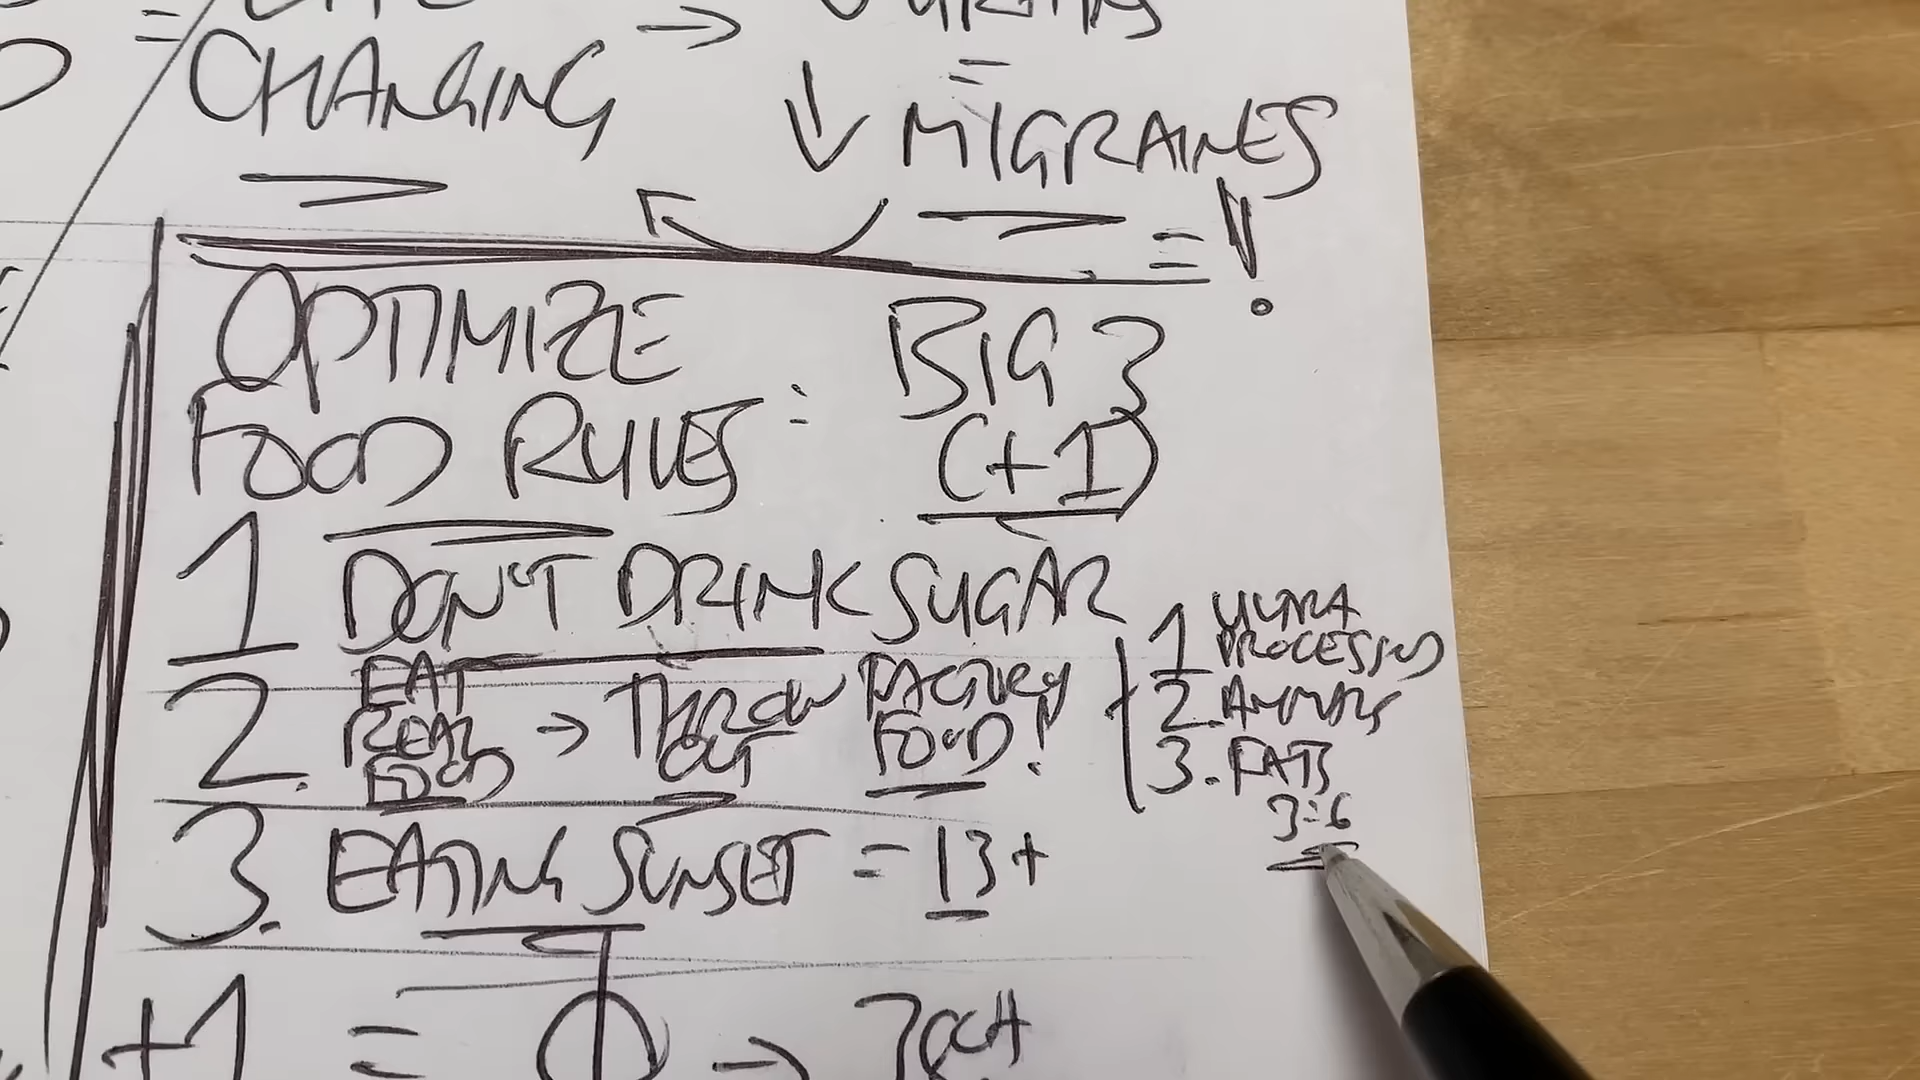 =
CHANGING → =
↓ MIGRAINES
= !
OPTIMIZE BIG 3
FOOD RULES: (+1)
1 DON'T DRINK SUGAR
2. EAT REAL FOOD → THROW OUT FACTORY FOOD!
1 ULTRA PROCESSED
2. ANIMALS
3. FATS
3:6
3. EATING SUNSET = 13+
+1 = →